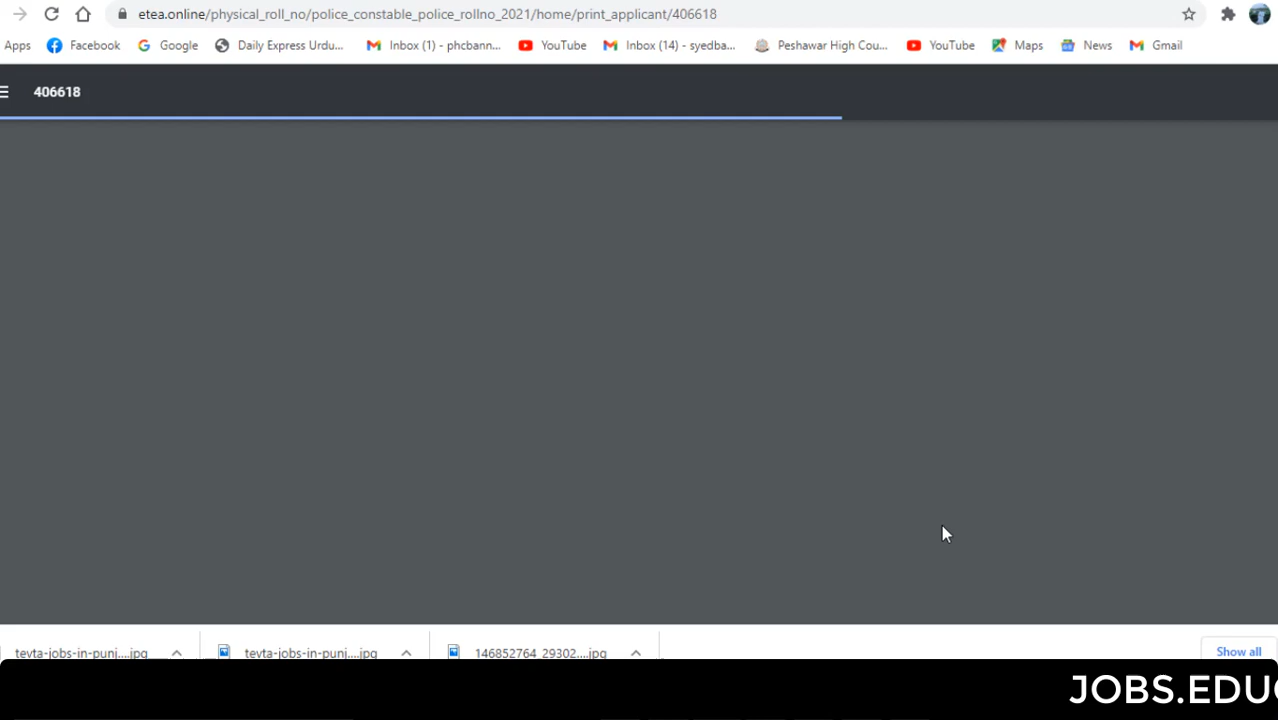 etea.online/physical_roll_no/police_constable_police_rollno_2021/home/print_applicant/406618
Apps Facebook Google Daily Express Urdu... Inbox (1) - phcbann... YouTube Inbox (14) - syedba... Peshawar High Cou... YouTube Maps News Gmail
406618
tevta-jobs-in-punj....jpg tevta-jobs-in-punj....jpg 146852764_29302....jpg Show all
JOBS.EDU